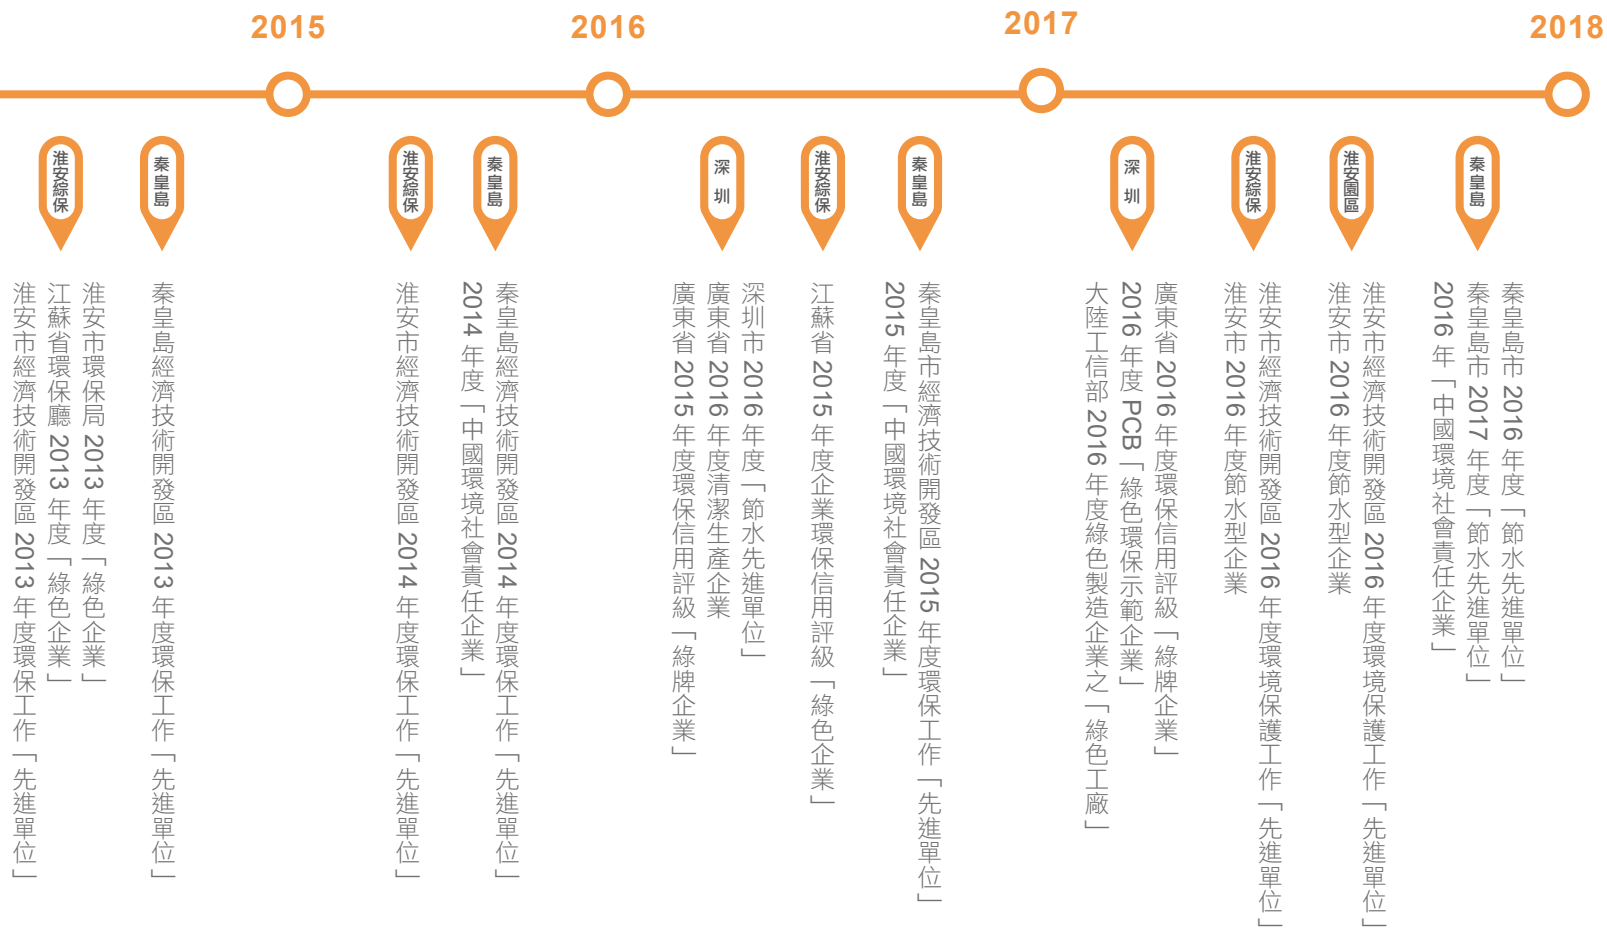 2015
2016
2017
2018
淮安綜保
淮安市環保局 2013 年度「綠色企業」
江蘇省環保廳 2013 年度「綠色企業」
淮安市經濟技術開發區 2013 年度環保工作「先進單位」
秦皇島
秦皇島經濟技術開發區 2013 年度環保工作「先進單位」
淮安綜保
淮安市經濟技術開發區 2014 年度環保工作「先進單位」
秦皇島
秦皇島經濟技術開發區 2014 年度環保工作「先進單位」
2014 年度「中國環境社會責任企業」
深圳
深圳市 2016 年度「節水先進單位」
廣東省 2016 年度清潔生產企業
廣東省 2015 年度環保信用評級「綠牌企業」
淮安綜保
江蘇省 2015 年度企業環保信用評級「綠色企業」
秦皇島
秦皇島市經濟技術開發區 2015 年度環保工作「先進單位」
2015 年度「中國環境社會責任企業」
深圳
廣東省 2016 年度環保信用評級「綠牌企業」
2016 年度 PCB「綠色環保示範企業」
大陸工信部 2016 年度綠色製造企業之「綠色工廠」
淮安綜保
淮安市經濟技術開發區 2016 年度環境保護工作「先進單位」
淮安市 2016 年度節水型企業
淮安園區
淮安市經濟技術開發區 2016 年度環境保護工作「先進單位」
淮安市 2016 年度節水型企業
秦皇島
秦皇島市 2016 年度「節水先進單位」
秦皇島市 2017 年度「節水先進單位」
2016 年「中國環境社會責任企業」